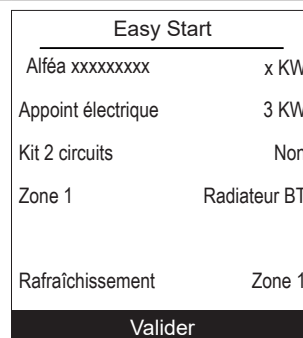 Easy Start
Alféa xxxxxxxxx x KW
Appoint électrique 3 KW
Kit 2 circuits Non
Zone 1 Radiateur BT
Rafraîchissement Zone 1
Valider